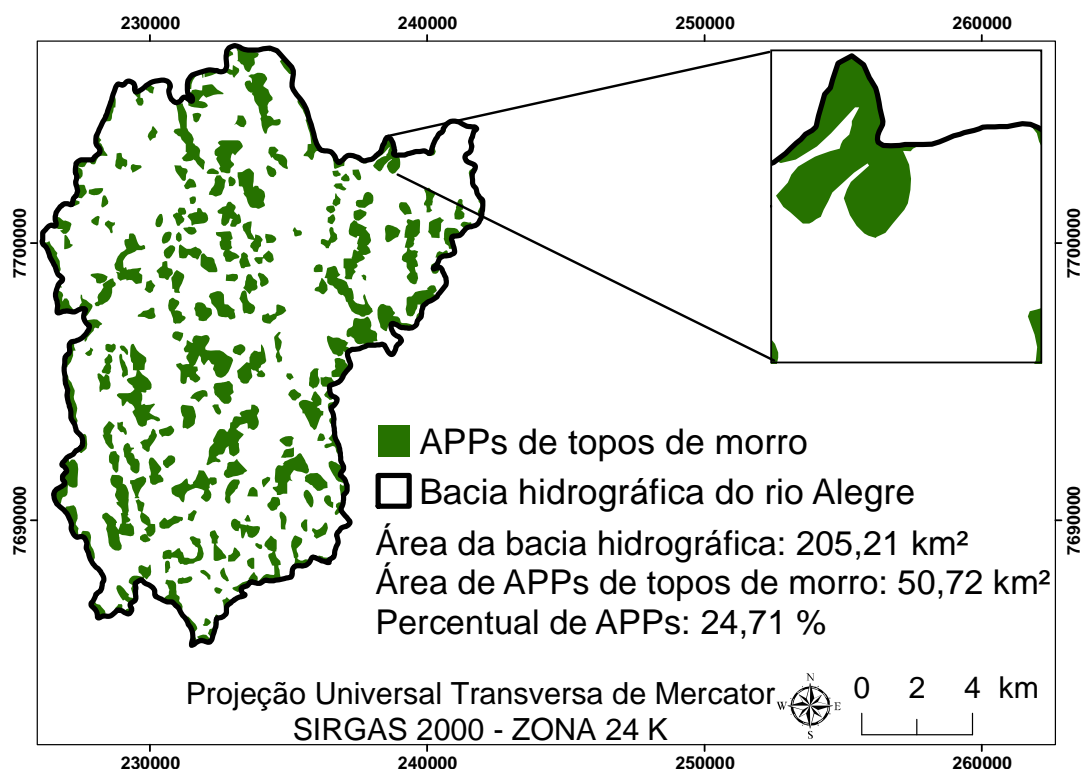 230000 240000 250000 260000
7700000 7700000
7690000 7690000
APPs de topos de morro
Bacia hidrográfica do rio Alegre
Área da bacia hidrográfica: 205,21 km²
Área de APPs de topos de morro: 50,72 km²
Percentual de APPs: 24,71 %
Projeção Universal Transversa de Mercator
SIRGAS 2000 - ZONA 24 K
N
W E
S
0 2 4 km
230000 240000 250000 260000